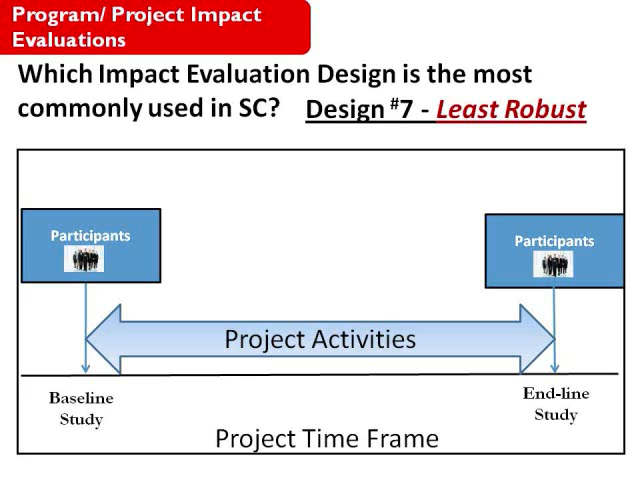 Program/ Project Impact
Evaluations
Which Impact Evaluation Design is the most
commonly used in SC? Design #7 - Least Robust
Participants
Participants
Project Activities
Baseline
Study
End-line
Study
Project Time Frame